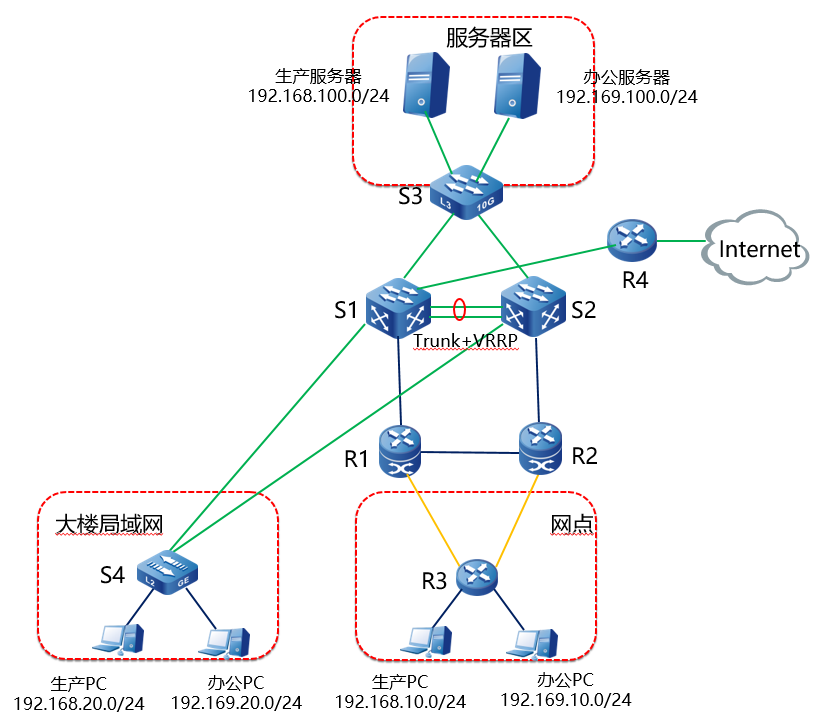 服务器区
生产服务器
192.168.100.0/24
办公服务器
192.169.100.0/24
S3
L3 10G
R4
Internet
S1
S2
Trunk+VRRP
R1
R2
大楼局域网
网点
S4
L2 GE
R3
生产PC
192.168.20.0/24
办公PC
192.169.20.0/24
生产PC
192.168.10.0/24
办公PC
192.169.10.0/24